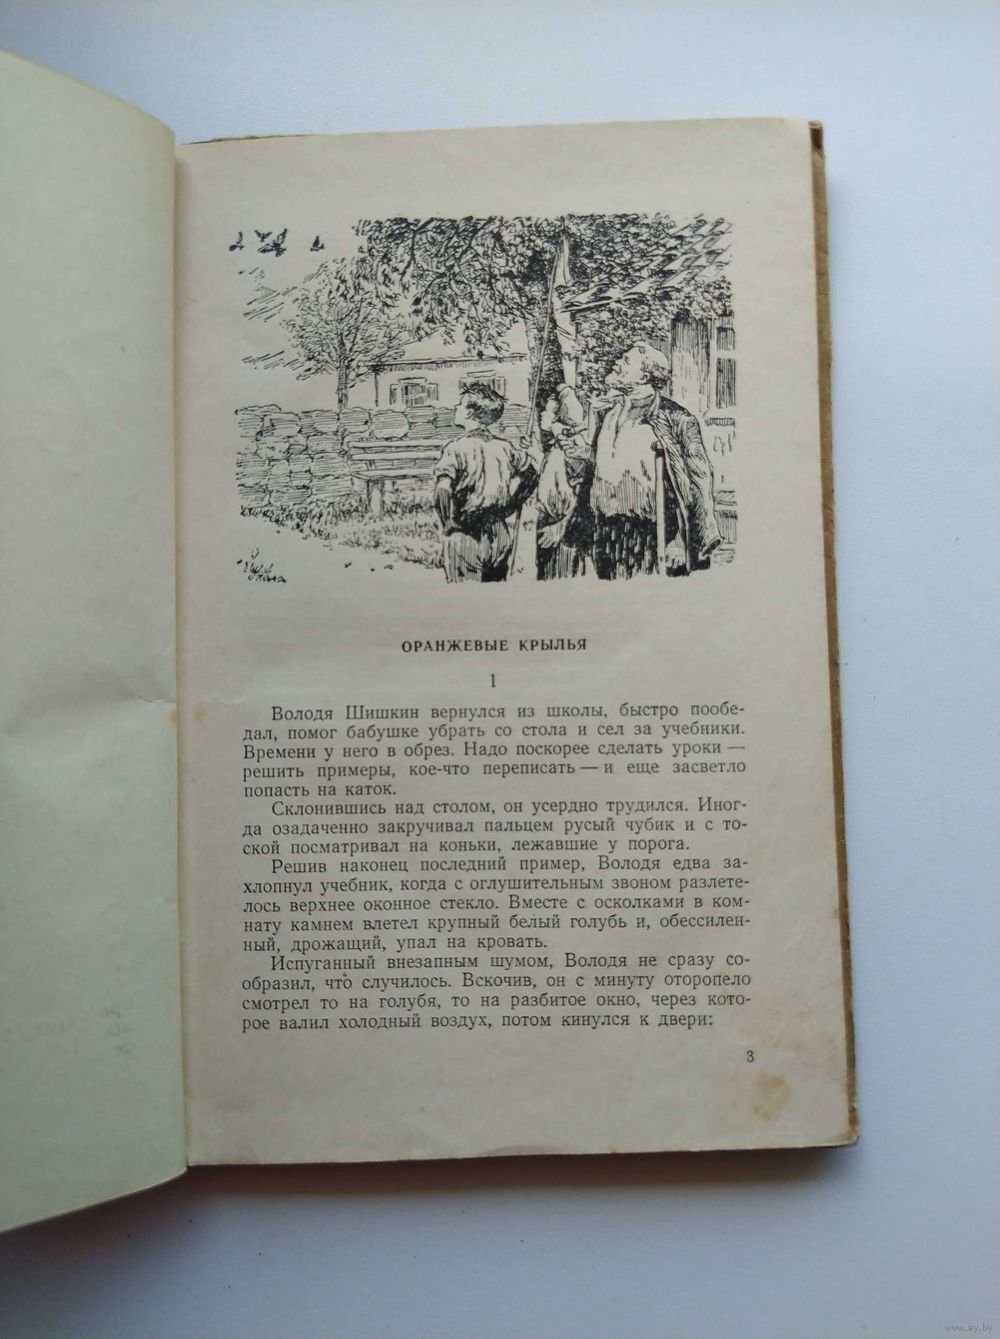 ОРАНЖЕВЫЕ КРЫЛЬЯ
1
Володя Шишкин вернулся из школы, быстро пообе-
дал, помог бабушке убрать со стола и сел за учебники.
Времени у него в обрез. Надо поскорее сделать уроки —
решить примеры, кое-что переписать — и еще засветло
попасть на каток.
Склонившись над столом, он усердно трудился. Иног-
да озадаченно закручивал пальцем русый чубик и с то-
ской посматривал на коньки, лежавшие у порога.
Решив наконец последний пример, Володя едва за-
хлопнул учебник, когда с оглушительным звоном разлете-
лось верхнее оконное стекло. Вместе с осколками в ком-
нату камнем влетел крупный белый голубь и, обессилен-
ный, дрожащий, упал на кровать.
Испуганный внезапным шумом, Володя не сразу со-
образил, что случилось. Вскочив, он с минуту оторопело
смотрел то на голубя, то на разбитое окно, через кото-
рое валил холодный воздух, потом кинулся к двери:
3
www.ay.by